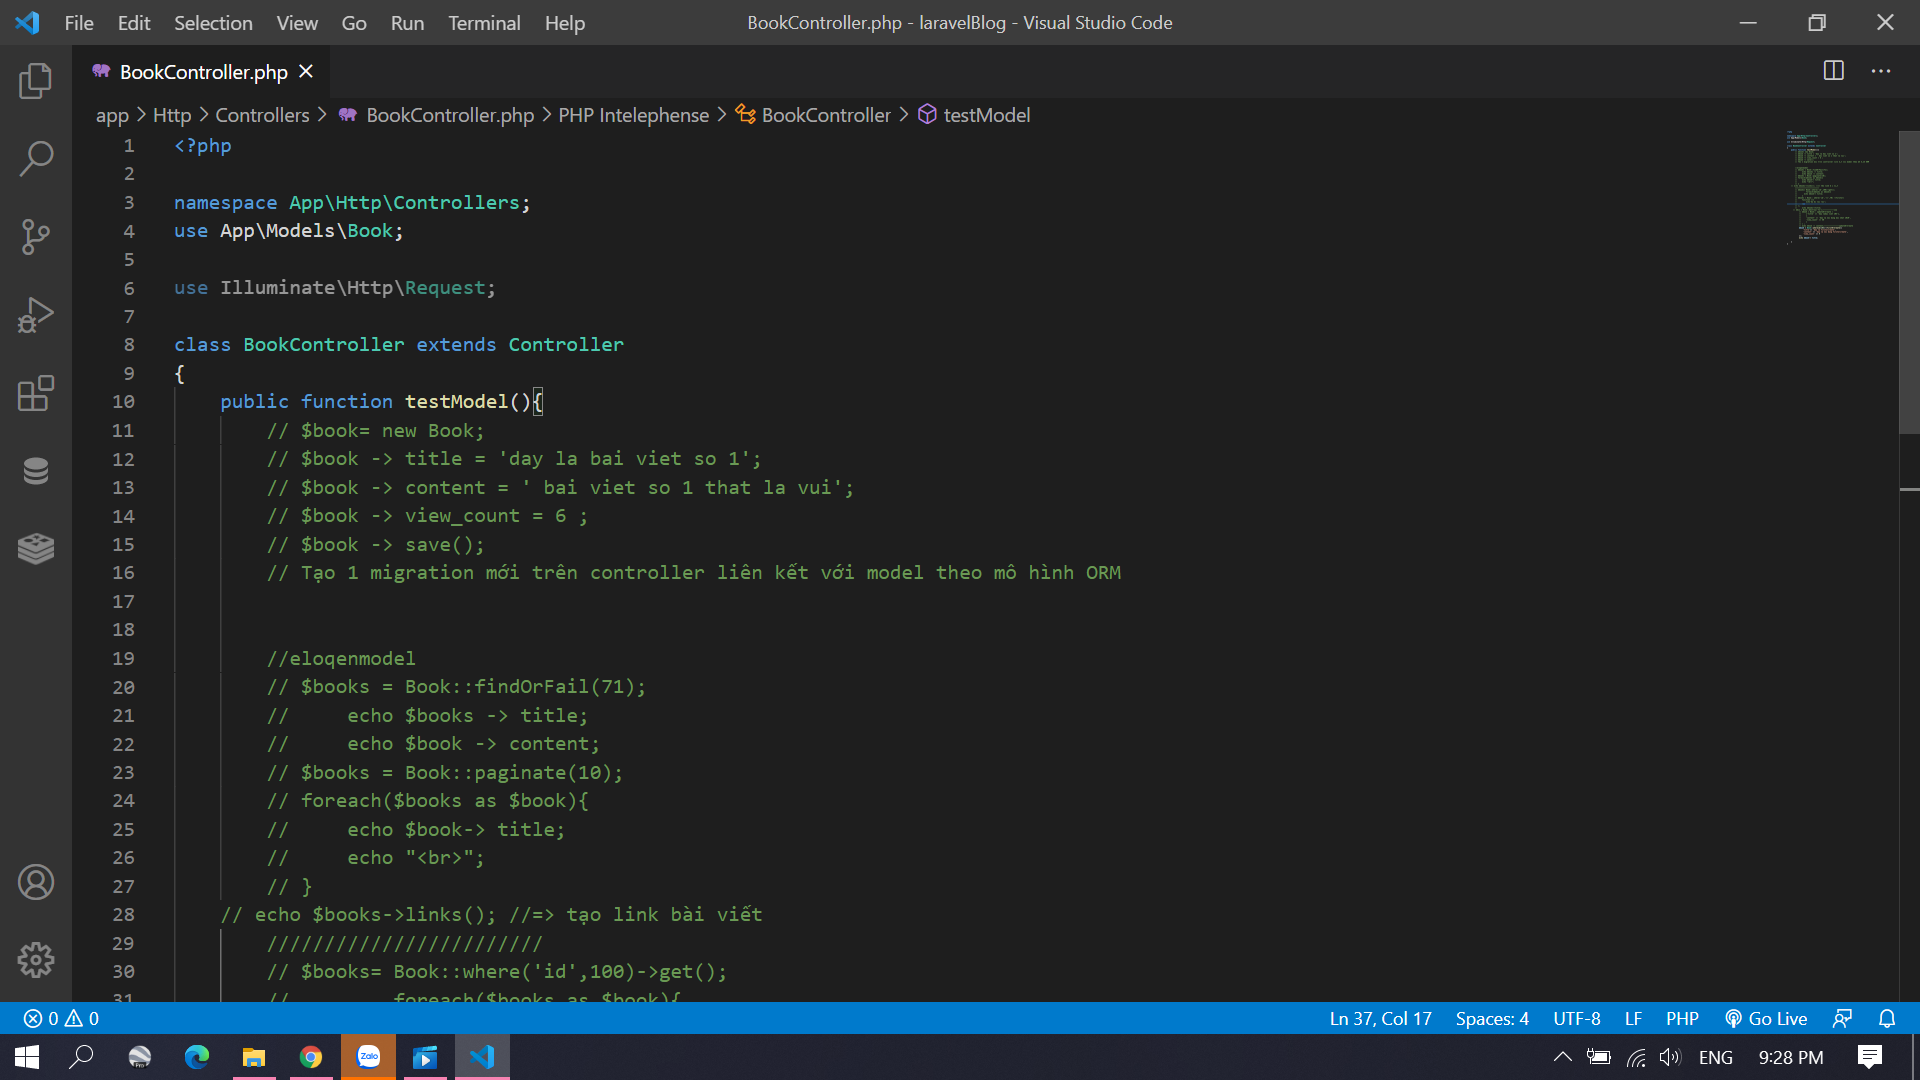 File Edit Selection View Go Run Terminal Help BookController.php - laravelBlog - Visual Studio Code
BookController.php
app > Http > Controllers > BookController.php > PHP Intelephense > BookController > testModel
1 <?php
2
3 namespace App\Http\Controllers;
4 use App\Models\Book;
5
6 use Illuminate\Http\Request;
7
8 class BookController extends Controller
9 {
10 public function testModel(){
11 // $book= new Book;
12 // $book -> title = 'day la bai viet so 1';
13 // $book -> content = ' bai viet so 1 that la vui';
14 // $book -> view_count = 6 ;
15 // $book -> save();
16 // Tạo 1 migration mới trên controller liên kết với model theo mô hình ORM
17
18
19 //eloqenmodel
20 // $books = Book::findOrFail(71);
21 // echo $books -> title;
22 // echo $book -> content;
23 // $books = Book::paginate(10);
24 // foreach($books as $book){
25 // echo $book-> title;
26 // echo "<br>";
27 // }
28 // echo $books->links(); //=> tạo link bài viết
29 ////////////////////////
30 // $books= Book::where('id',100)->get();
31 // foreach($books as $book){
0 0 Ln 37, Col 17 Spaces: 4 UTF-8 LF PHP Go Live
Pro Zalo ENG 9:28 PM